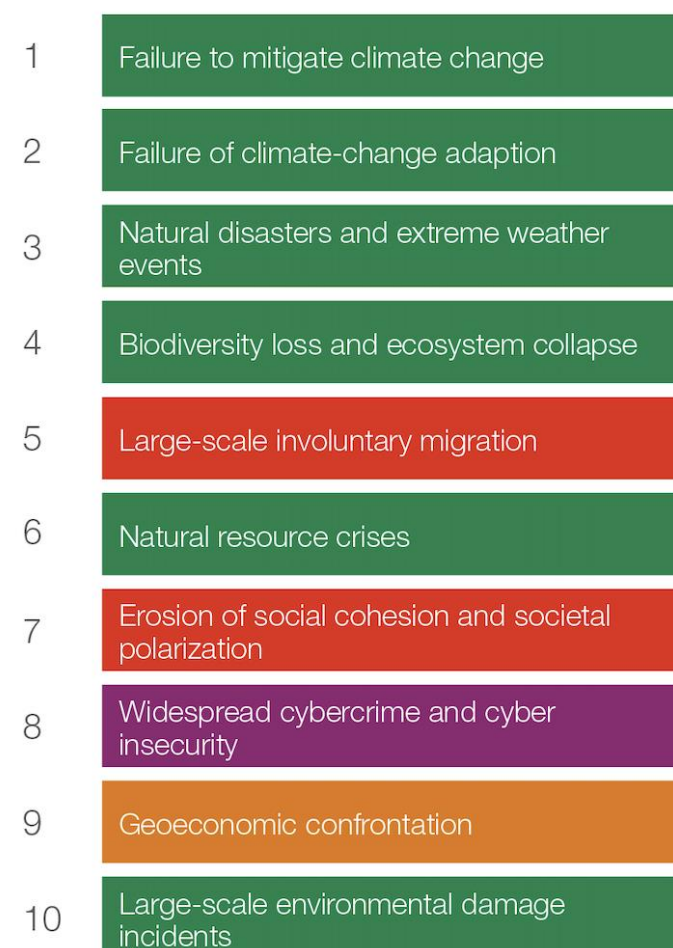 1 Failure to mitigate climate change
2 Failure of climate-change adaption
3 Natural disasters and extreme weather
events
4 Biodiversity loss and ecosystem collapse
5 Large-scale involuntary migration
6 Natural resource crises
7 Erosion of social cohesion and societal
polarization
8 Widespread cybercrime and cyber
insecurity
9 Geoeconomic confrontation
10 Large-scale environmental damage
incidents